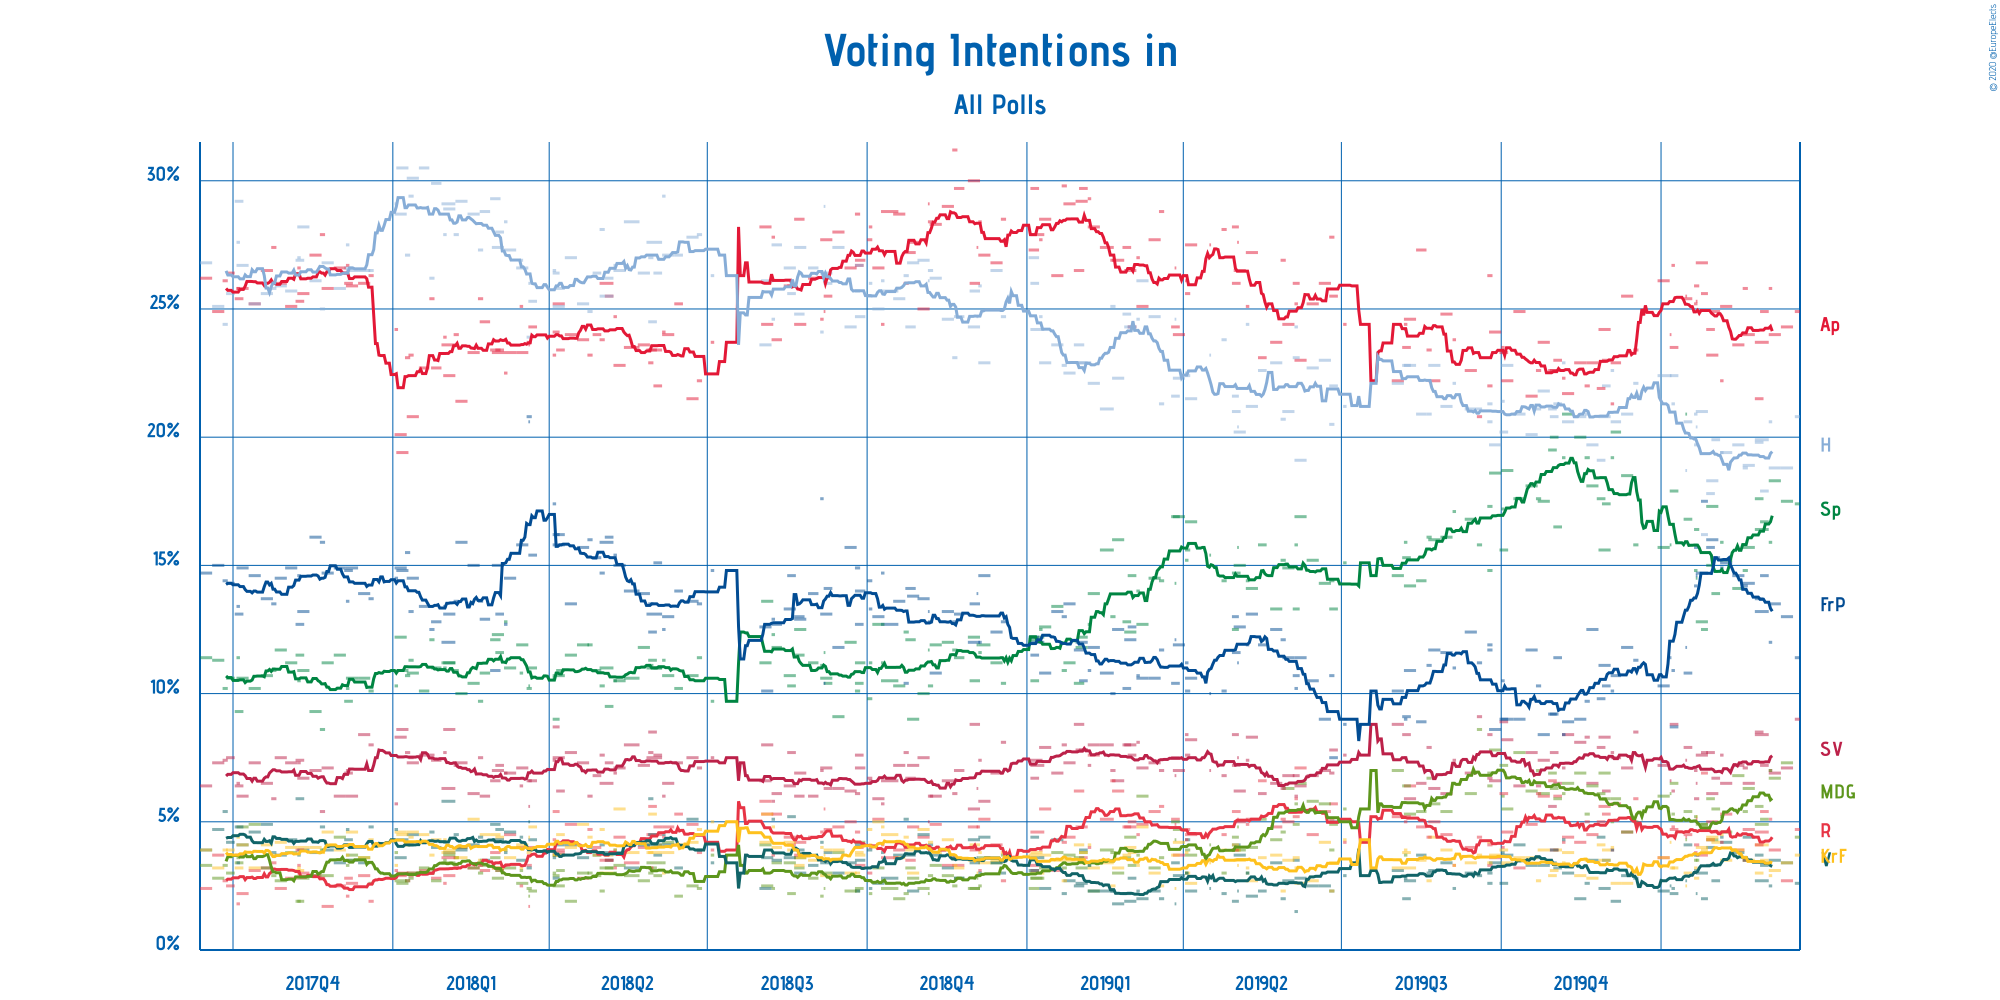 Voting Intentions in
All Polls
© 2020 @EuropeElects
30%
25%
20%
15%
10%
5%
0%
Ap
H
Sp
FrP
SV
MDG
R
KrF
V
2017Q4
2018Q1
2018Q2
2018Q3
2018Q4
2019Q1
2019Q2
2019Q3
2019Q4